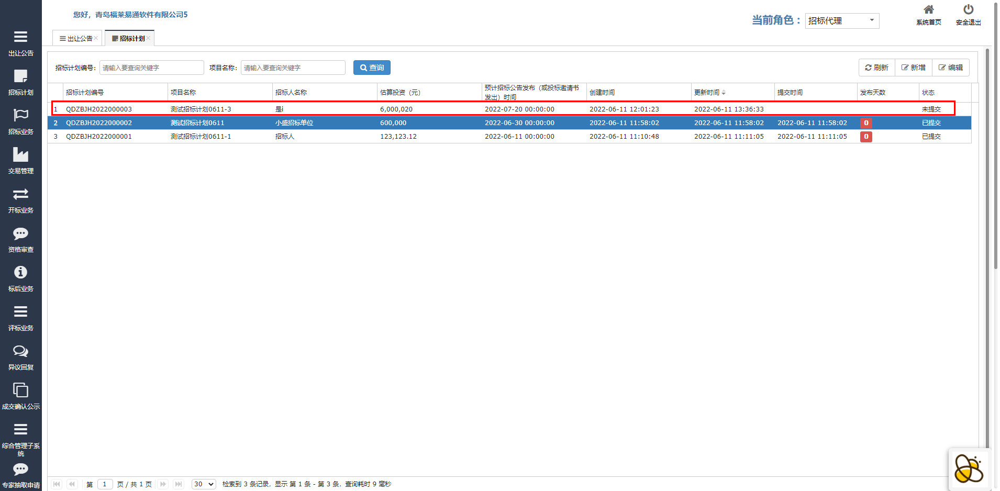 您好，青岛福莱易通软件有限公司5
当前角色： 招标代理
系统首页 安全退出
出让公告 招标计划
出让公告
招标计划
招标业务
交易管理
开标业务
资格审查
标后业务
评标业务
异议回复
成交确认公示
综合管理子系
统
专家抽取申请
招标计划编号： 请输入要查询关键字 项目名称： 请输入要查询关键字 查询 刷新 新增 编辑
招标计划编号 项目名称 招标人名称 估算投资（元） 预计招标公告发布（或投标邀请书 创建时间 更新时间 提交时间 发布天数 状态
发出）时间
1 QDZBJH2022000003 测试招标计划0611-3 是i 6,000,020 2022-07-20 00:00:00 2022-06-11 12:01:23 2022-06-11 13:36:33 未提交
2 QDZBJH2022000002 测试招标计划0611 小盛招标单位 600,000 2022-06-30 00:00:00 2022-06-11 11:58:02 2022-06-11 11:58:02 2022-06-11 11:58:02 0 已提交
3 QDZBJH2022000001 测试招标计划0611-1 招标人 123,123.12 2022-06-11 00:00:00 2022-06-11 11:10:48 2022-06-11 11:11:05 2022-06-11 11:11:05 0 已提交
第 1 页 / 共 1 页 30 检索到 3 条记录，显示 第 1 条 - 第 3 条，查询耗时 9 毫秒